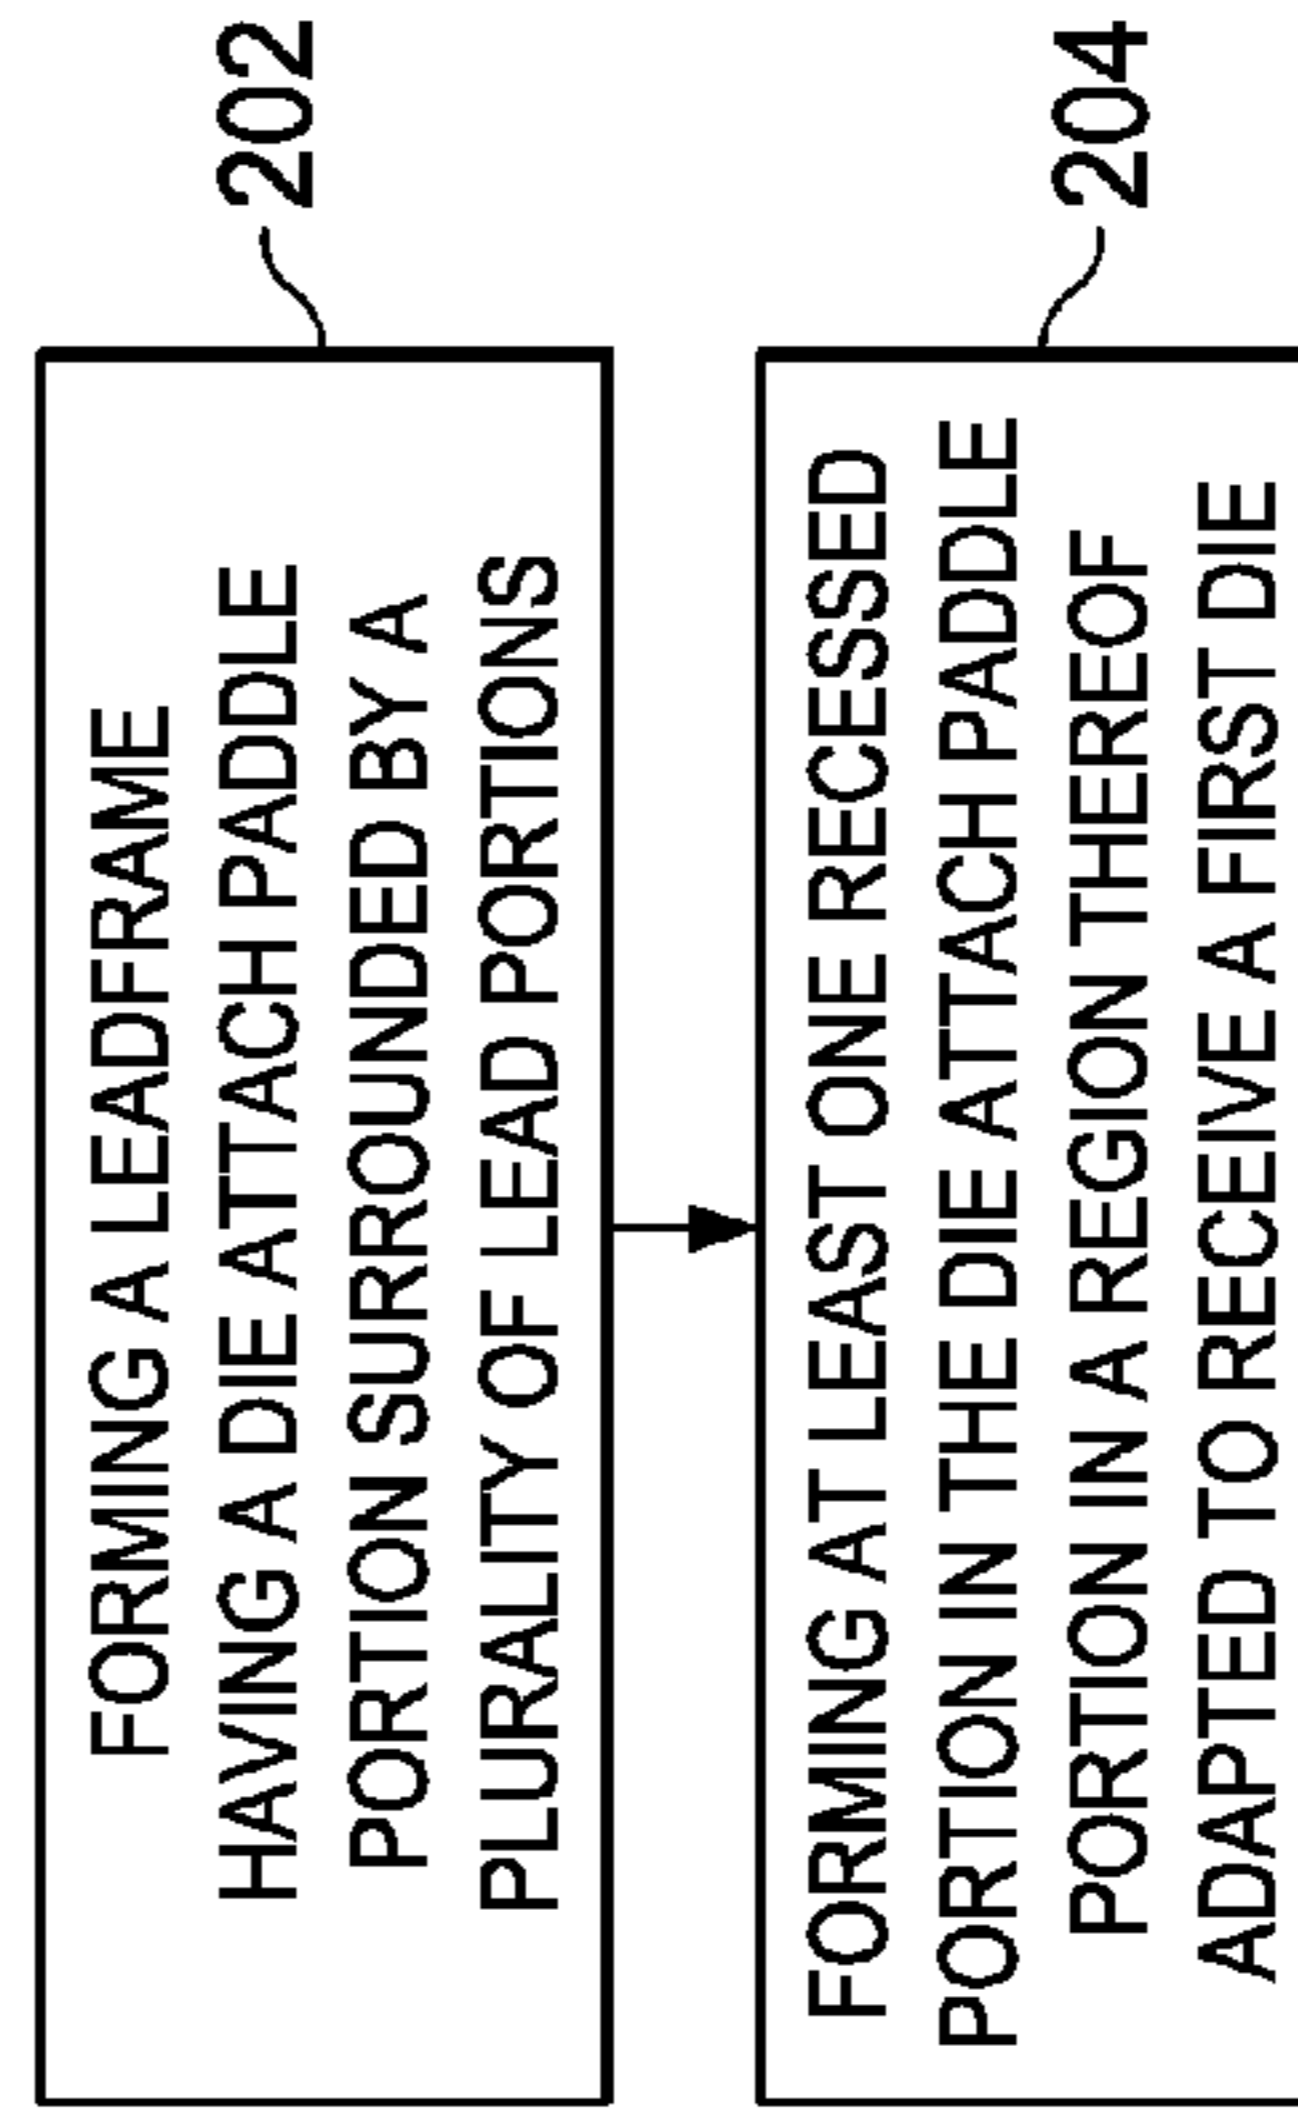 FORMING A LEADFRAME
HAVING A DIE ATTACH PADDLE
PORTION SURROUNDED BY A
PLURALITY OF LEAD PORTIONS
202
FORMING AT LEAST ONE RECESSED
PORTION IN THE DIE ATTACH PADDLE
PORTION IN A REGION THEREOF
ADAPTED TO RECEIVE A FIRST DIE
204